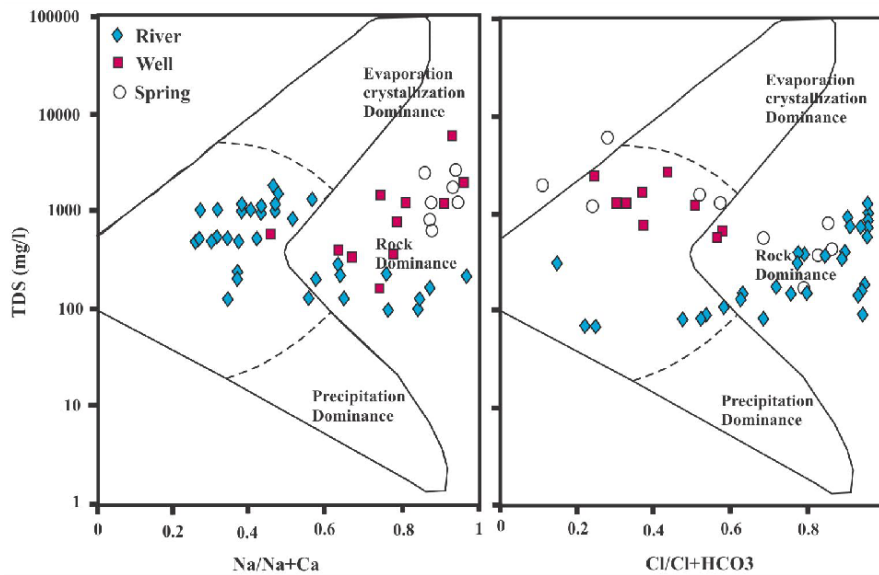 100000
10000
1000
100
10
1
TDS (mg/l)
River
Well
Spring
Evaporation
crystallization
Dominance
Rock
Dominance
Precipitation
Dominance
0
0.2
0.4
0.6
0.8
1
Na/Na+Ca
Evaporation
crystallization
Dominance
Rock
Dominance
Precipitation
Dominance
0
0.2
0.4
0.6
0.8
Cl/Cl+HCO3